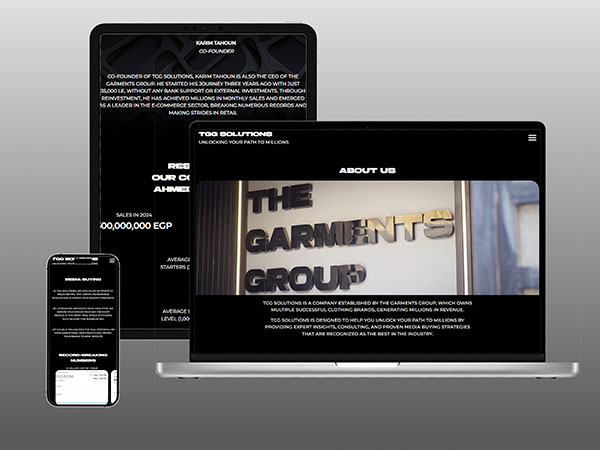 KARIM TAHOUN
CO-FOUNDER
CO-FOUNDER OF TGG SOLUTIONS, KARIM TAHOUN IS ALSO THE CEO OF THE
GARMENTS GROUP. HE STARTED HIS JOURNEY THREE YEARS AGO WITH JUST
35,000 LE, WITHOUT ANY BANK SUPPORT OR EXTERNAL INVESTMENTS. THROUGH
REINVESTMENT, HE HAS ACHIEVED MILLIONS IN MONTHLY SALES AND EMERGED
AS A LEADER IN THE E-COMMERCE SECTOR, BREAKING NUMEROUS RECORDS AND
MAKING STRIDES IN RETAIL.
RES
OUR CO
AHMED
SALES IN 2024
00,000,000 EGP
AVERAG
STARTERS (
AVERAGE
LEVEL (1,00
TGG SOLUTIONS
UNLOCKING YOUR PATH TO MILLIONS
ABOUT US
THE
GARMENTS
GROUP
TGG SOLUTIONS IS A COMPANY ESTABLISHED BY THE GARMENTS GROUP, WHICH OWNS
MULTIPLE SUCCESSFUL CLOTHING BRANDS, GENERATING MILLIONS IN REVENUE.
TGG SOLUTIONS IS DESIGNED TO HELP YOU UNLOCK YOUR PATH TO MILLIONS BY
PROVIDING EXPERT INSIGHTS, CONSULTING, AND PROVEN MEDIA BUYING STRATEGIES
THAT ARE RECOGNIZED AS THE BEST IN THE INDUSTRY.
MEDIA BUYING
RECORD-BREAKING
NUMBERS